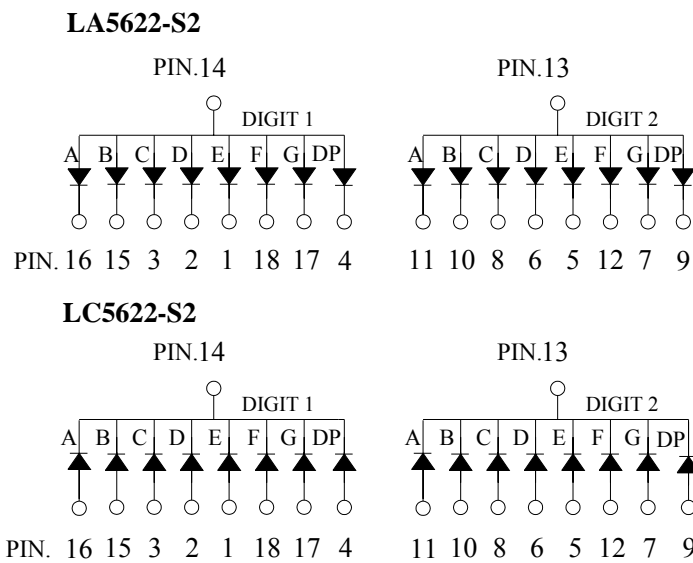 LA5622-S2
PIN.14 PIN.13
DIGIT 1 DIGIT 2
A B C D E F G DP A B C D E F G DP
PIN. 16 15 3 2 1 18 17 4 11 10 8 6 5 12 7 9
LC5622-S2
PIN.14 PIN.13
DIGIT 1 DIGIT 2
A B C D E F G DP A B C D E F G DP
PIN. 16 15 3 2 1 18 17 4 11 10 8 6 5 12 7 9